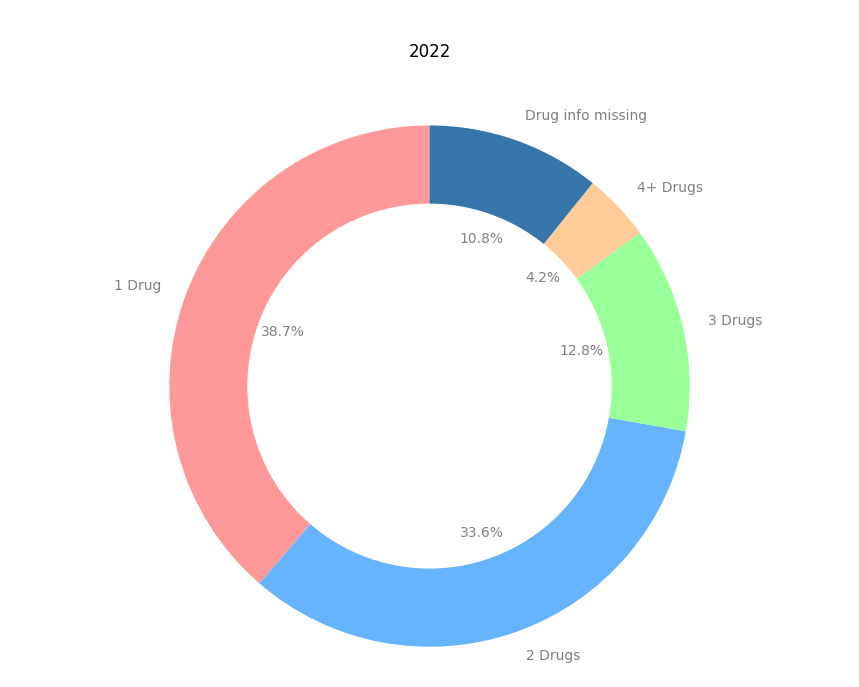 2022
Drug info missing
4+ Drugs
10.8%
4.2%
1 Drug
3 Drugs
38.7%
12.8%
33.6%
2 Drugs